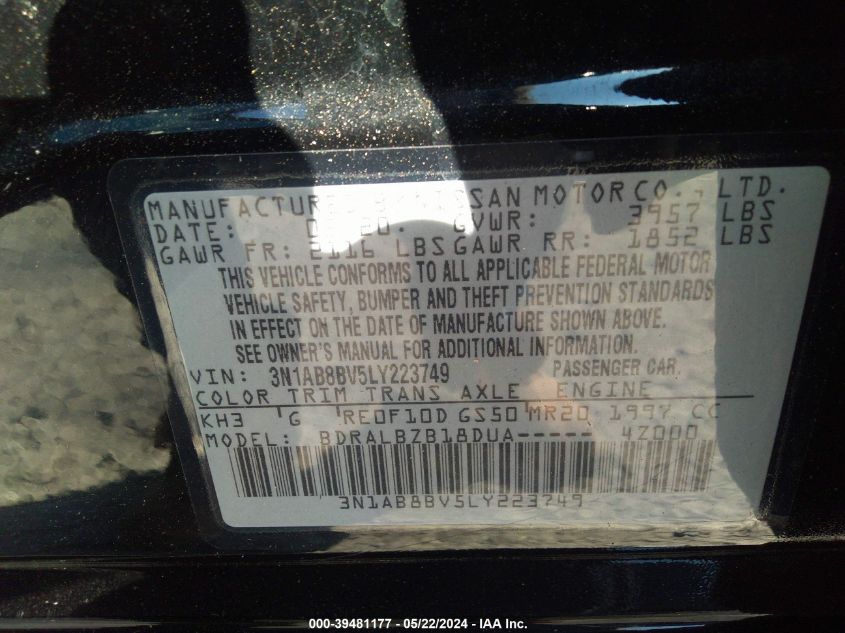 MANUFACTURED BY NISSAN MOTOR CO., LTD.
DATE: 20 GVWR: 3957 LBS
GAWR FR: 2116 LBS GAWR RR: 1852 LBS
THIS VEHICLE CONFORMS TO ALL APPLICABLE FEDERAL MOTOR
VEHICLE SAFETY, BUMPER AND THEFT PREVENTION STANDARDS
IN EFFECT ON THE DATE OF MANUFACTURE SHOWN ABOVE.
SEE OWNER'S MANUAL FOR ADDITIONAL INFORMATION.
VIN: 3N1AB8BV5LY223749 PASSENGER CAR.
COLOR TRIM TRANS AXLE ENGINE
KH3 G RE0F10D GS50 MR20 1997 CC
MODEL: BDRALBZB18DUA----- 4Z000
3N1AB8BV5LY223749
000-39481177 - 05/22/2024 - IAA Inc.